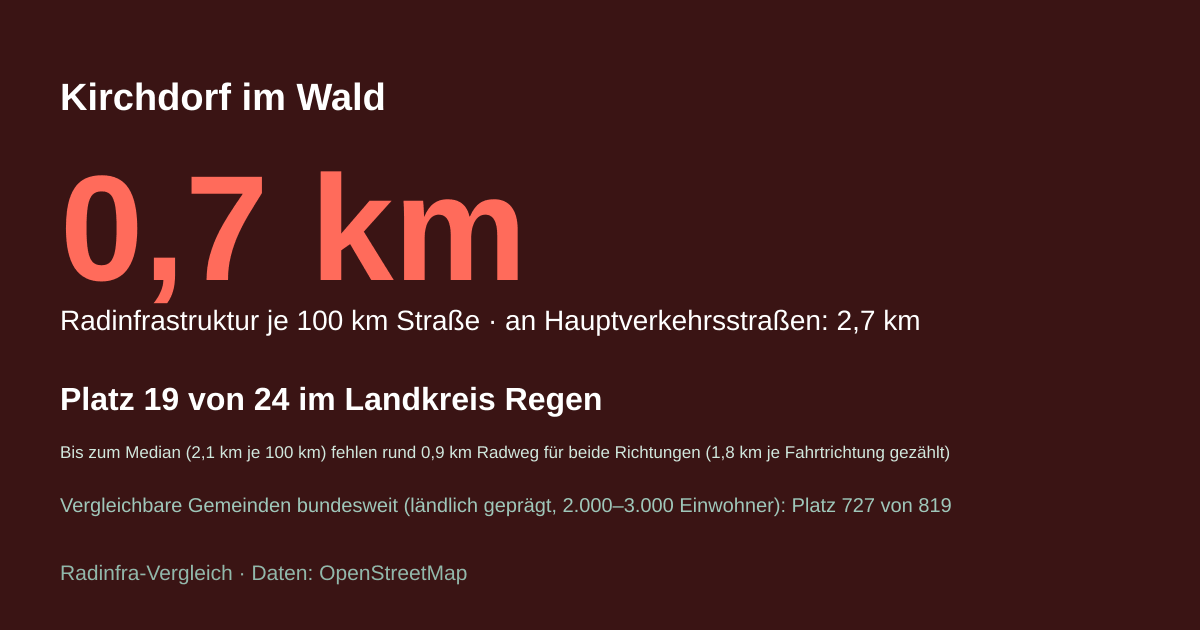 Kirchdorf im Wald
0,7 km
Radinfrastruktur je 100 km Straße · an Hauptverkehrsstraßen: 2,7 km
Platz 19 von 24 im Landkreis Regen
Bis zum Median (2,1 km je 100 km) fehlen rund 0,9 km Radweg für beide Richtungen (1,8 km je Fahrtrichtung gezählt)
Vergleichbare Gemeinden bundesweit (ländlich geprägt, 2.000–3.000 Einwohner): Platz 727 von 819
Radinfra-Vergleich · Daten: OpenStreetMap